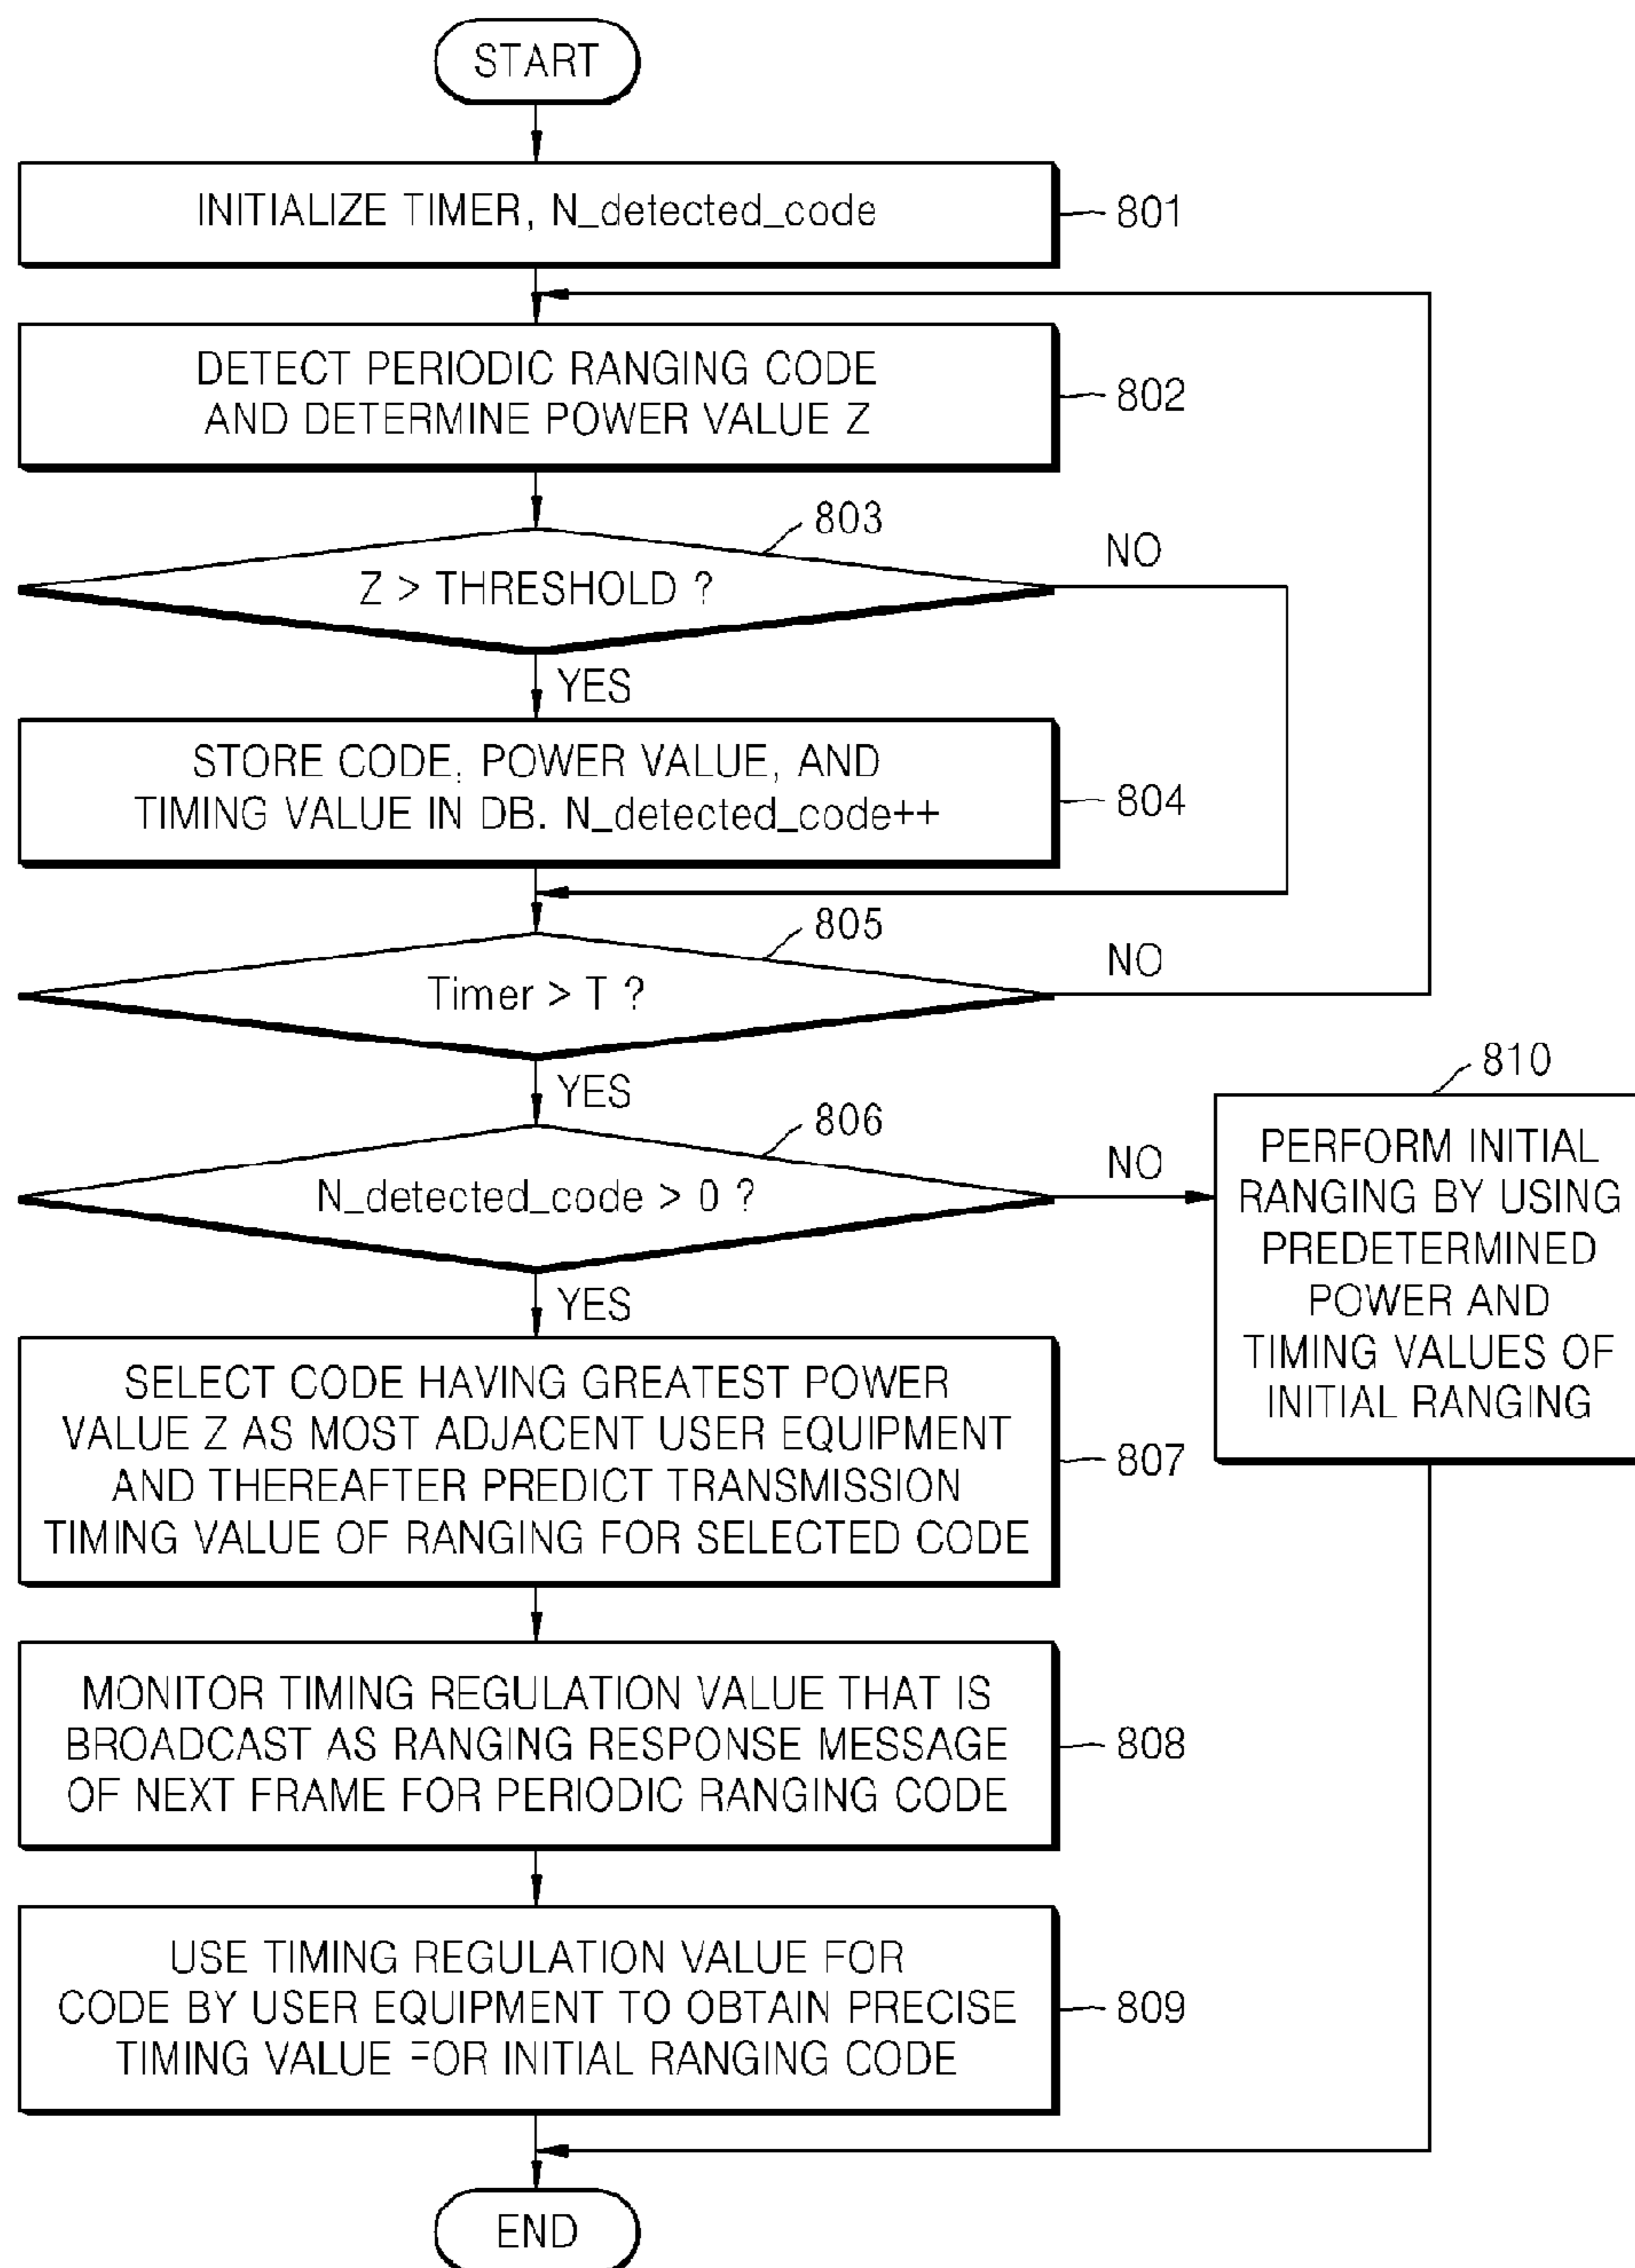 START
INITIALIZE TIMER, N_detected_code
801
DETECT PERIODIC RANGING CODE
AND DETERMINE POWER VALUE Z
802
803
Z > THRESHOLD ?
NO
YES
STORE CODE, POWER VALUE, AND
TIMING VALUE IN DB. N_detected_code++
804
805
Timer > T ?
NO
YES
806
N_detected_code > 0 ?
NO
YES
810
PERFORM INITIAL
RANGING BY USING
PREDETERMINED
POWER AND
TIMING VALUES OF
INITIAL RANGING
SELECT CODE HAVING GREATEST POWER
VALUE Z AS MOST ADJACENT USER EQUIPMENT
AND THEREAFTER PREDICT TRANSMISSION
TIMING VALUE OF RANGING FOR SELECTED CODE
807
MONITOR TIMING REGULATION VALUE THAT IS
BROADCAST AS RANGING RESPONSE MESSAGE
OF NEXT FRAME FOR PERIODIC RANGING CODE
808
USE TIMING REGULATION VALUE FOR
CODE BY USER EQUIPMENT TO OBTAIN PRECISE
TIMING VALUE FOR INITIAL RANGING CODE
809
END